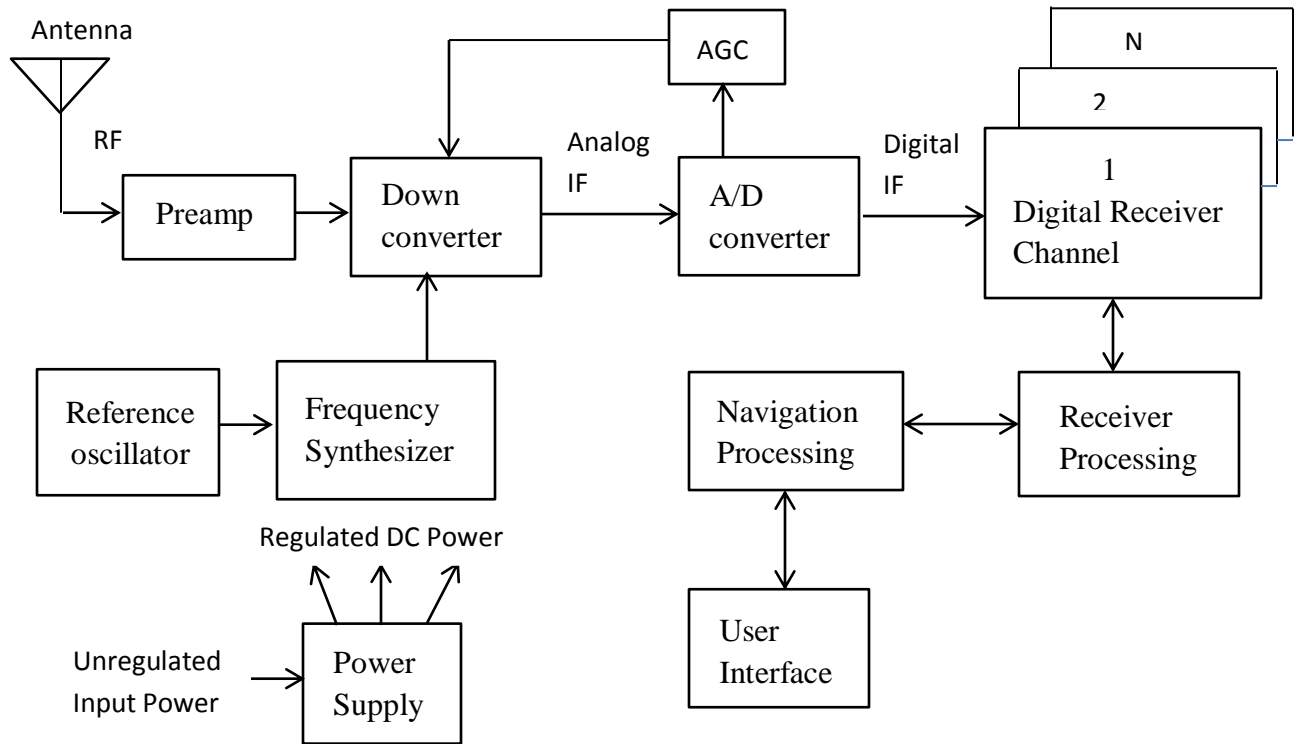 Antenna
AGC
N
2
RF
Analog
IF
Digital
IF
1
Digital Receiver
Channel
Preamp
Down
converter
A/D
converter
Reference
oscillator
Frequency
Synthesizer
Navigation
Processing
Receiver
Processing
Regulated DC Power
Unregulated
Input Power
Power
Supply
User
Interface